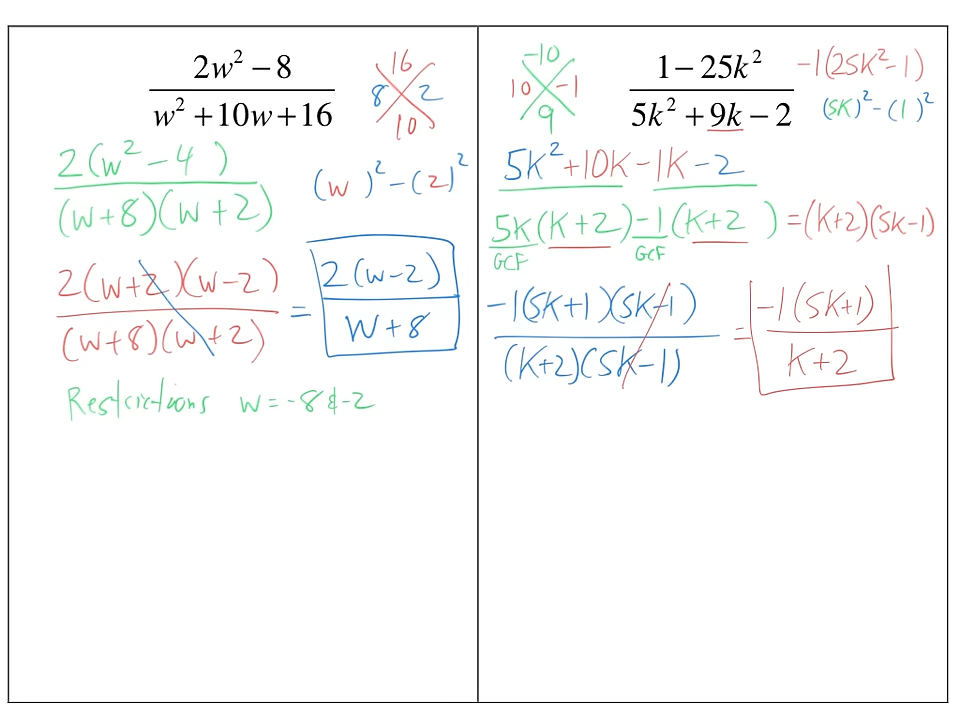 2w² − 8
w² + 10w + 16
16
8 2
10
2(w² − 4 )
(w+8)(w+2)
(w )² − (2)²
2(w+2)(w−2)
(w+8)(w+2)
=
2(w−2)
w+8
Restrictions w = -8 & -2
-10
10 -1
9
1 − 25k²
5k² + 9k − 2
-1(25k²-1)
(5k)² - (1)²
5k² +10k - 1k - 2
5k(k+2) -1(k+2 ) = (k+2)(5k-1)
GCF GCF
-1(5k+1)(5k-1)
(k+2)(5k-1)
=
-1(5k+1)
k+2